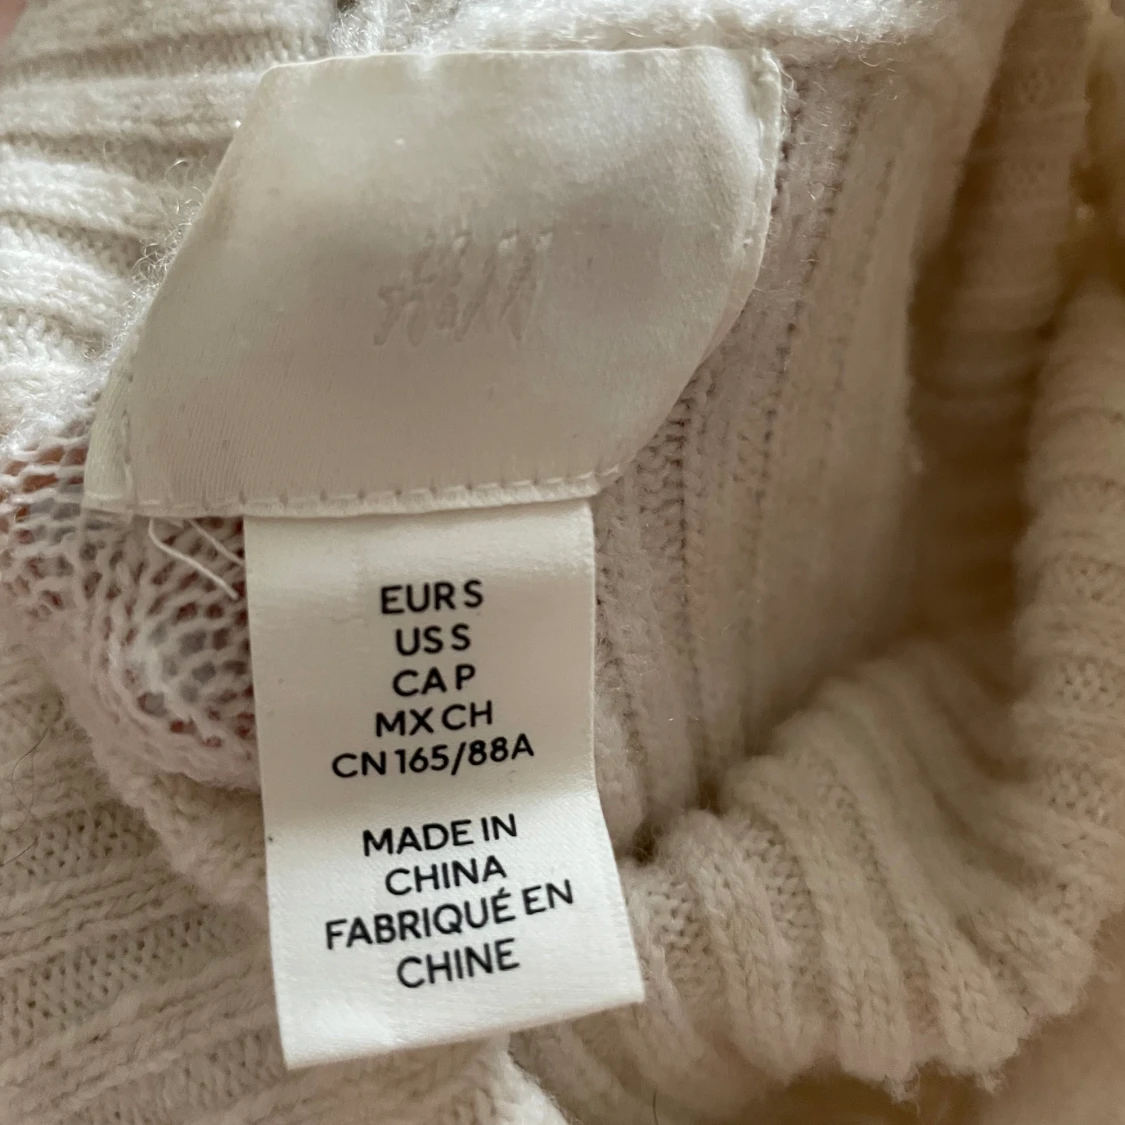 H&M
EUR S
US S
CA P
MX CH
CN 165/88A
MADE IN
CHINA
FABRIQUÉ EN
CHINE